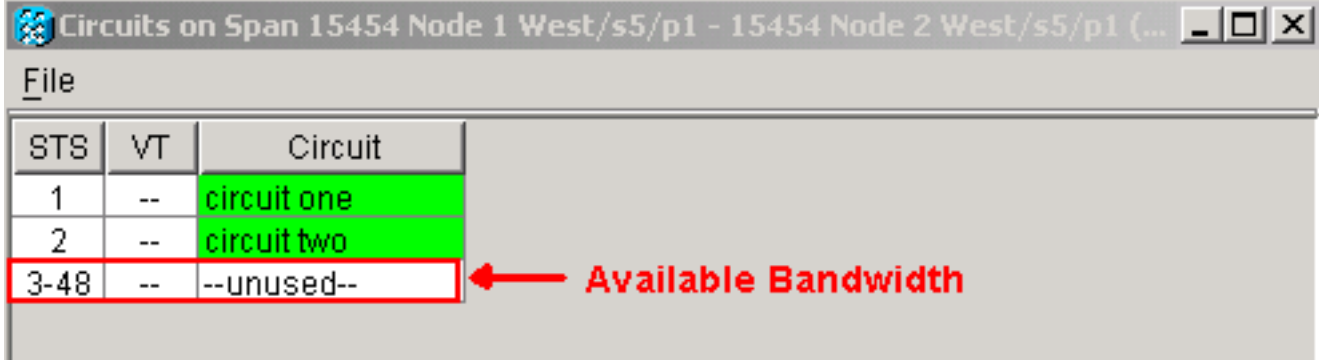 Circuits on Span 15454 Node 1 West/s5/p1 - 15454 Node 2 West/s5/p1 (...
File
STS VT Circuit
1 -- circuit one
2 -- circuit two
3-48 -- --unused-- Available Bandwidth